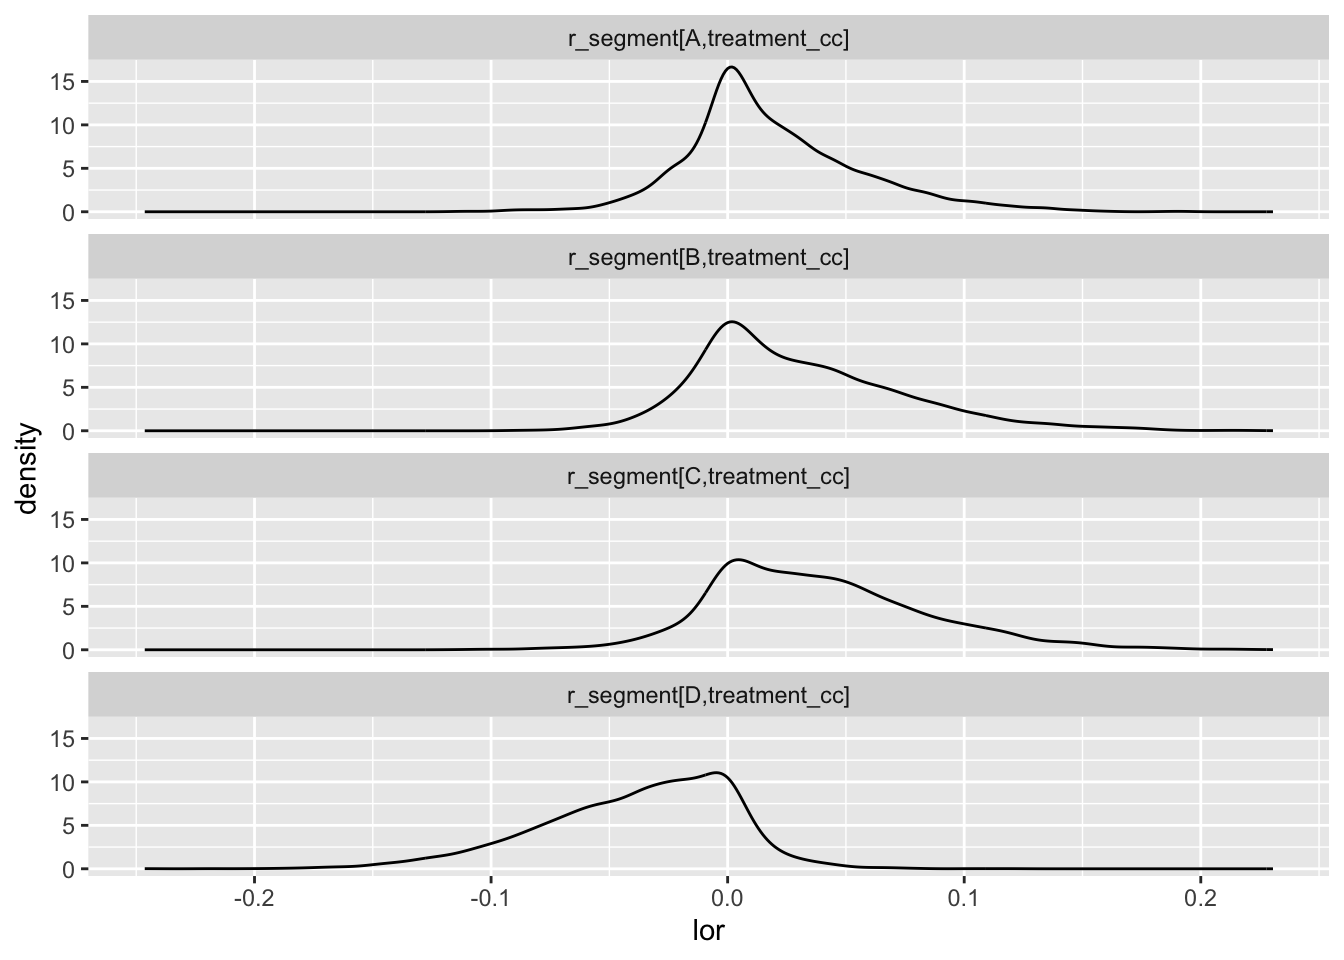 r_segment[A,treatment_cc]
15
10
5
0
r_segment[B,treatment_cc]
15
10
5
0
r_segment[C,treatment_cc]
15
10
5
0
r_segment[D,treatment_cc]
15
10
5
0
density
-0.2 -0.1 0.0 0.1 0.2
lor